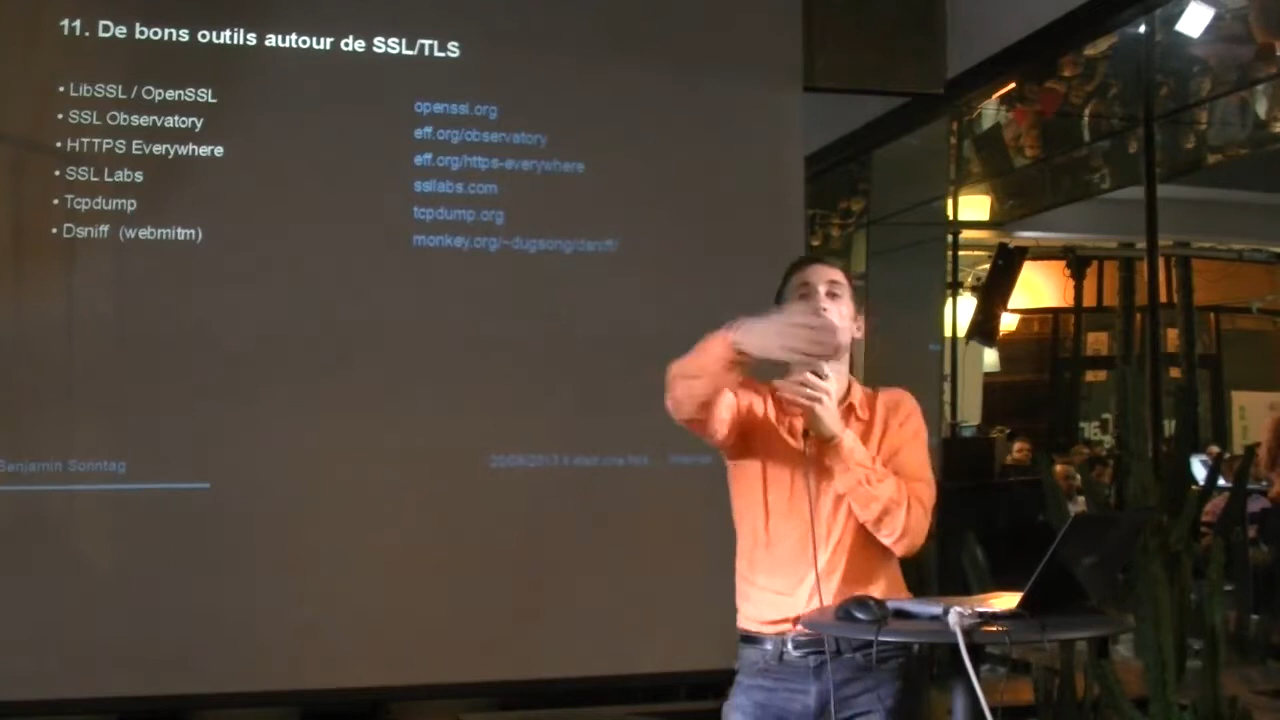 11. De bons outils autour de SSL/TLS
• LibSSL / OpenSSL
openssl.org
• SSL Observatory
eff.org/observatory
• HTTPS Everywhere
eff.org/https-everywhere
• SSL Labs
ssllabs.com
• Tcpdump
tcpdump.org
• Dsniff (webmitm)
monkey.org/~dugsong/dsniff/
Benjamin Sonntag